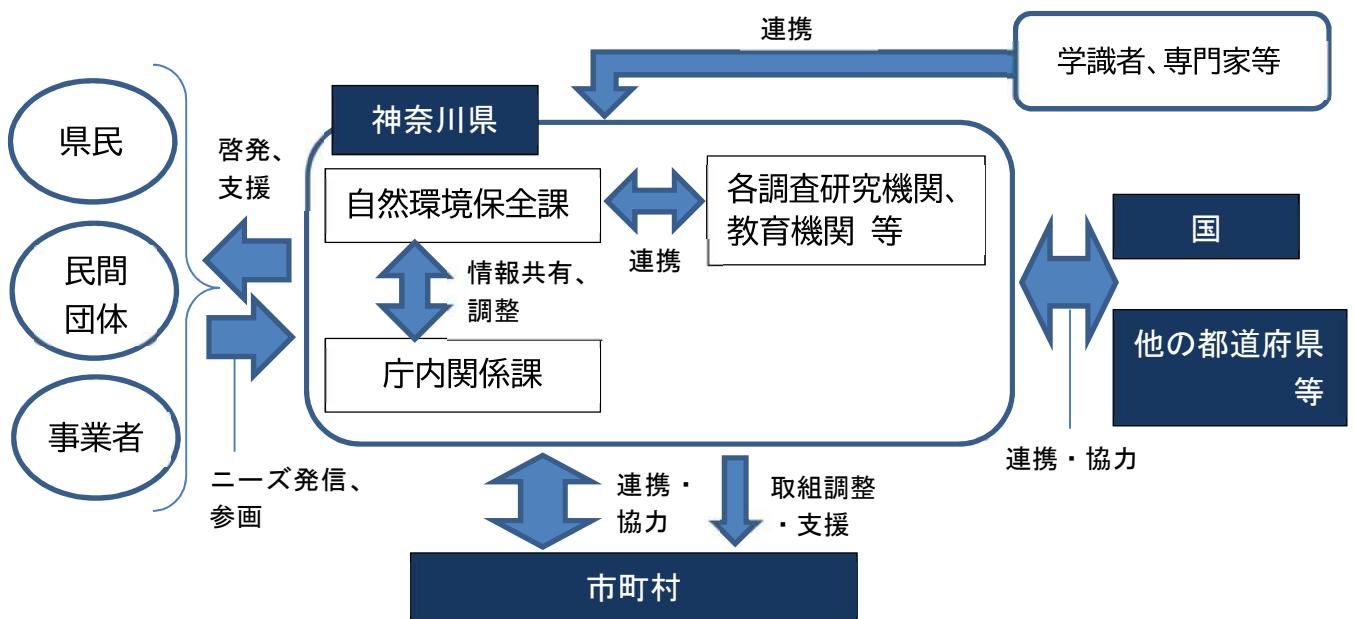 連携
学識者、専門家等
県民
民間
団体
事業者
啓発、
支援
ニーズ発信、
参画
神奈川県
自然環境保全課
連携
各調査研究機関、
教育機関 等
情報共有、
調整
庁内関係課
国
他の都道府県
等
連携・協力
連携・
協力
取組調整
・支援
市町村